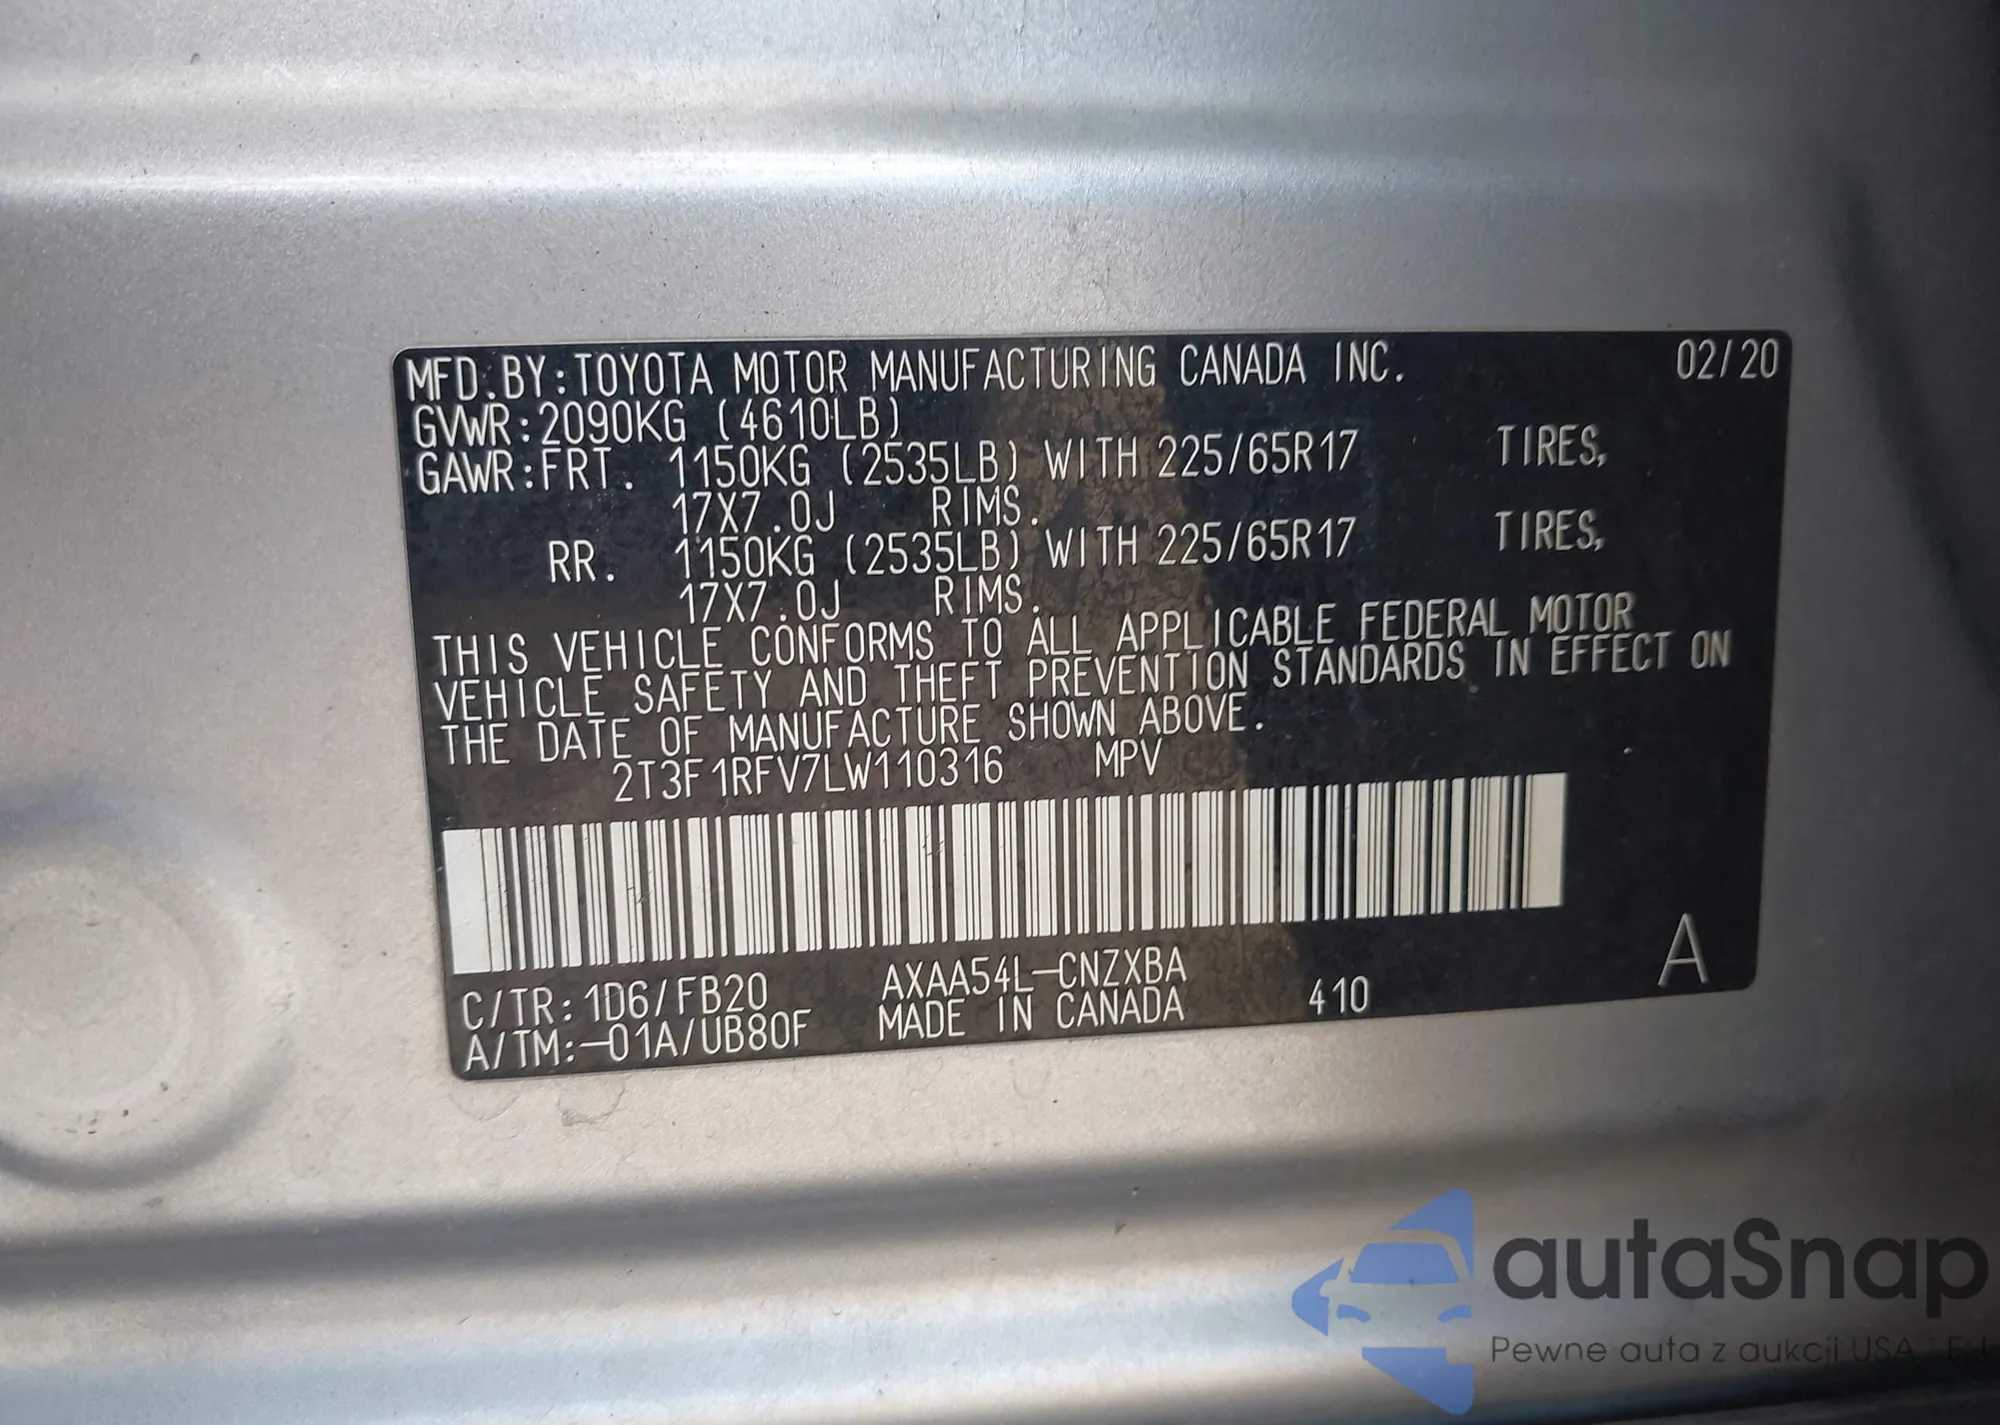 MFD.BY:TOYOTA MOTOR MANUFACTURING CANADA INC. 02/20
GVWR:2090KG (4610LB)
GAWR:FRT. 1150KG (2535LB) WITH 225/65R17 TIRES,
17X7.0J RIMS.
RR. 1150KG (2535LB) WITH 225/65R17 TIRES,
17X7.0J RIMS.
THIS VEHICLE CONFORMS TO ALL APPLICABLE FEDERAL MOTOR
VEHICLE SAFETY AND THEFT PREVENTION STANDARDS IN EFFECT ON
THE DATE OF MANUFACTURE SHOWN ABOVE.
2T3F1RFV7LW110316 MPV
C/TR:1D6/FB20 AXAA54L-CNZXBA
A/TM:-01A/UB80F MADE IN CANADA 410 A
autaSnap
Pewne auta z aukcji USA i